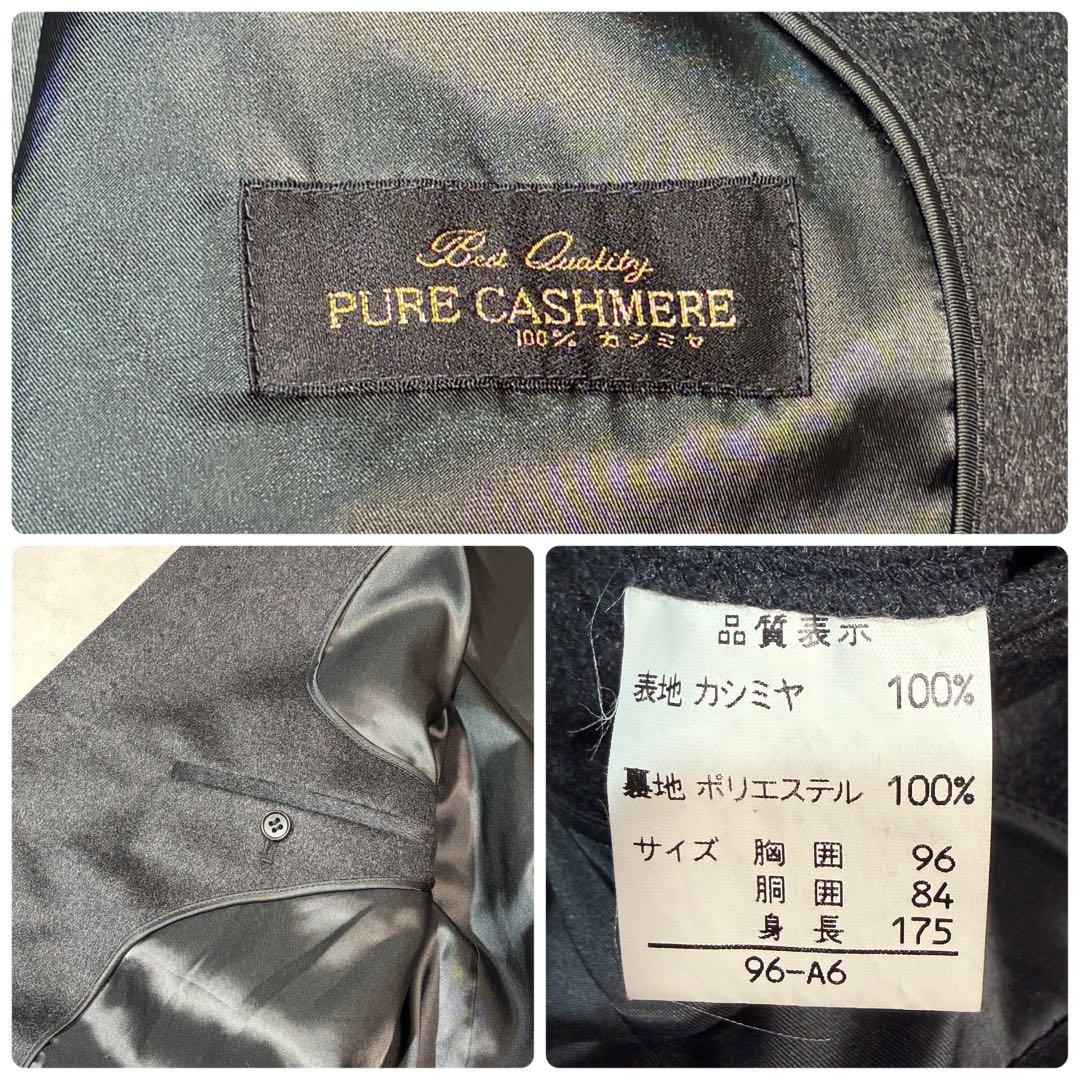 Best Quality
PURE CASHMERE
100% カシミヤ
品質表示
表地 カシミヤ 100%
裏地 ポリエステル 100%
サイズ 胸囲 96
胴囲 84
身長 175
96-A6